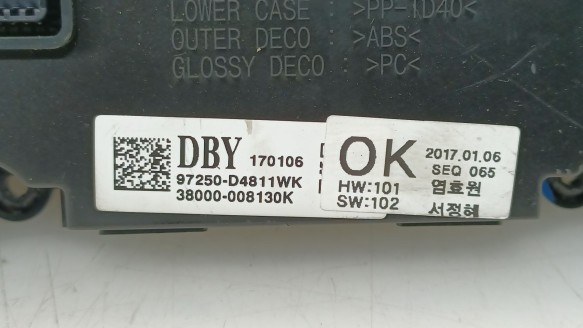 LOWER CASE >PP-TD40<
OUTER DECO >ABS<
GLOSSY DECO >PC<
DBY 170106
97250-D4811WK
38000-008130K
OK 2017.01.06
SEQ 065
HW:101 염호원
SW:102 서정혜